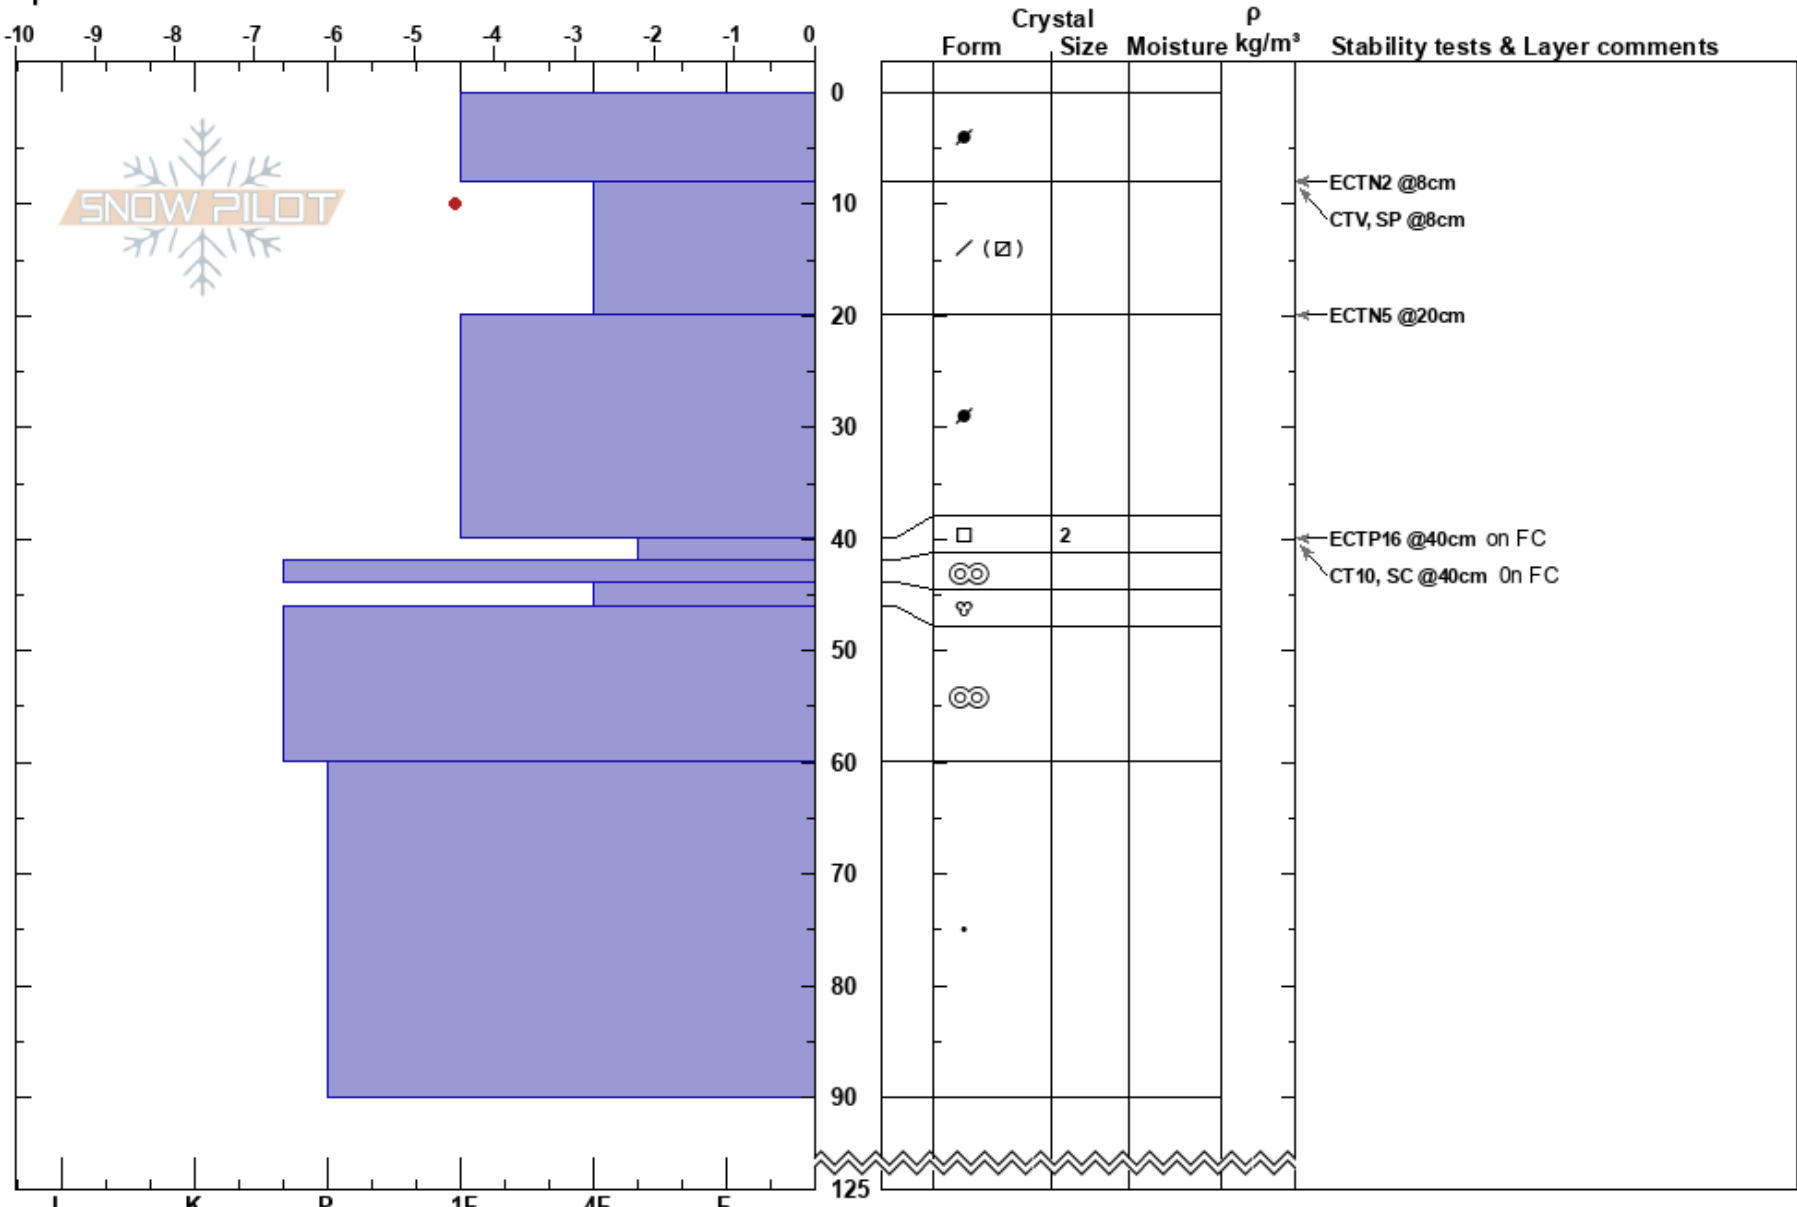 Crystal
ρ
-10 -9 -8 -7 -6 -5 -4 -3 -2 -1 0
Form Size Moisture kg/m³ Stability tests & Layer comments
0
SNOW PILOT
ECTN2 @8cm
10
CTV, SP @8cm
20
ECTN5 @20cm
30
40
2
ECTP16 @40cm on FC
CT10, SC @40cm 0n FC
50
60
70
80
90
125
I K P 1F 4F F